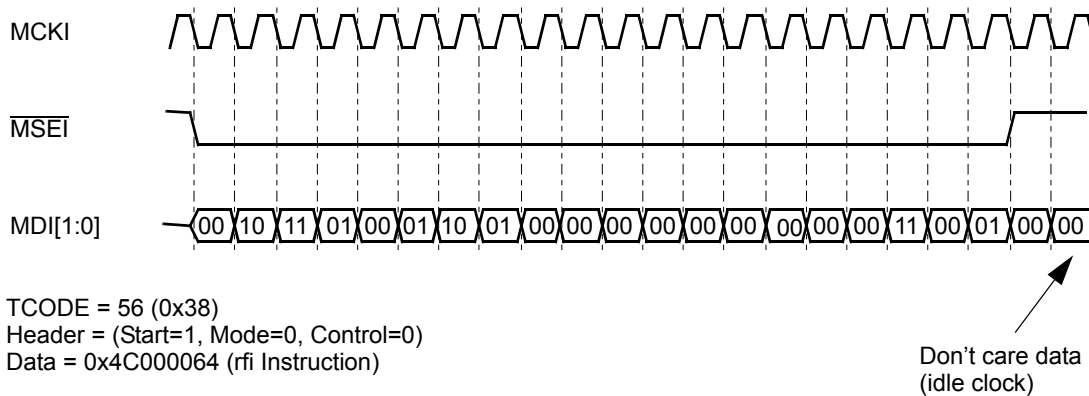 MCKI
MSEI
MDI[1:0]
00 10 11 01 00 01 10 01 00 00 00 00 00 00 00 00 00 11 00 01 00 00
TCODE = 56 (0x38)
Header = (Start=1, Mode=0, Control=0)
Data = 0x4C000064 (rfi Instruction)
Don't care data
(idle clock)